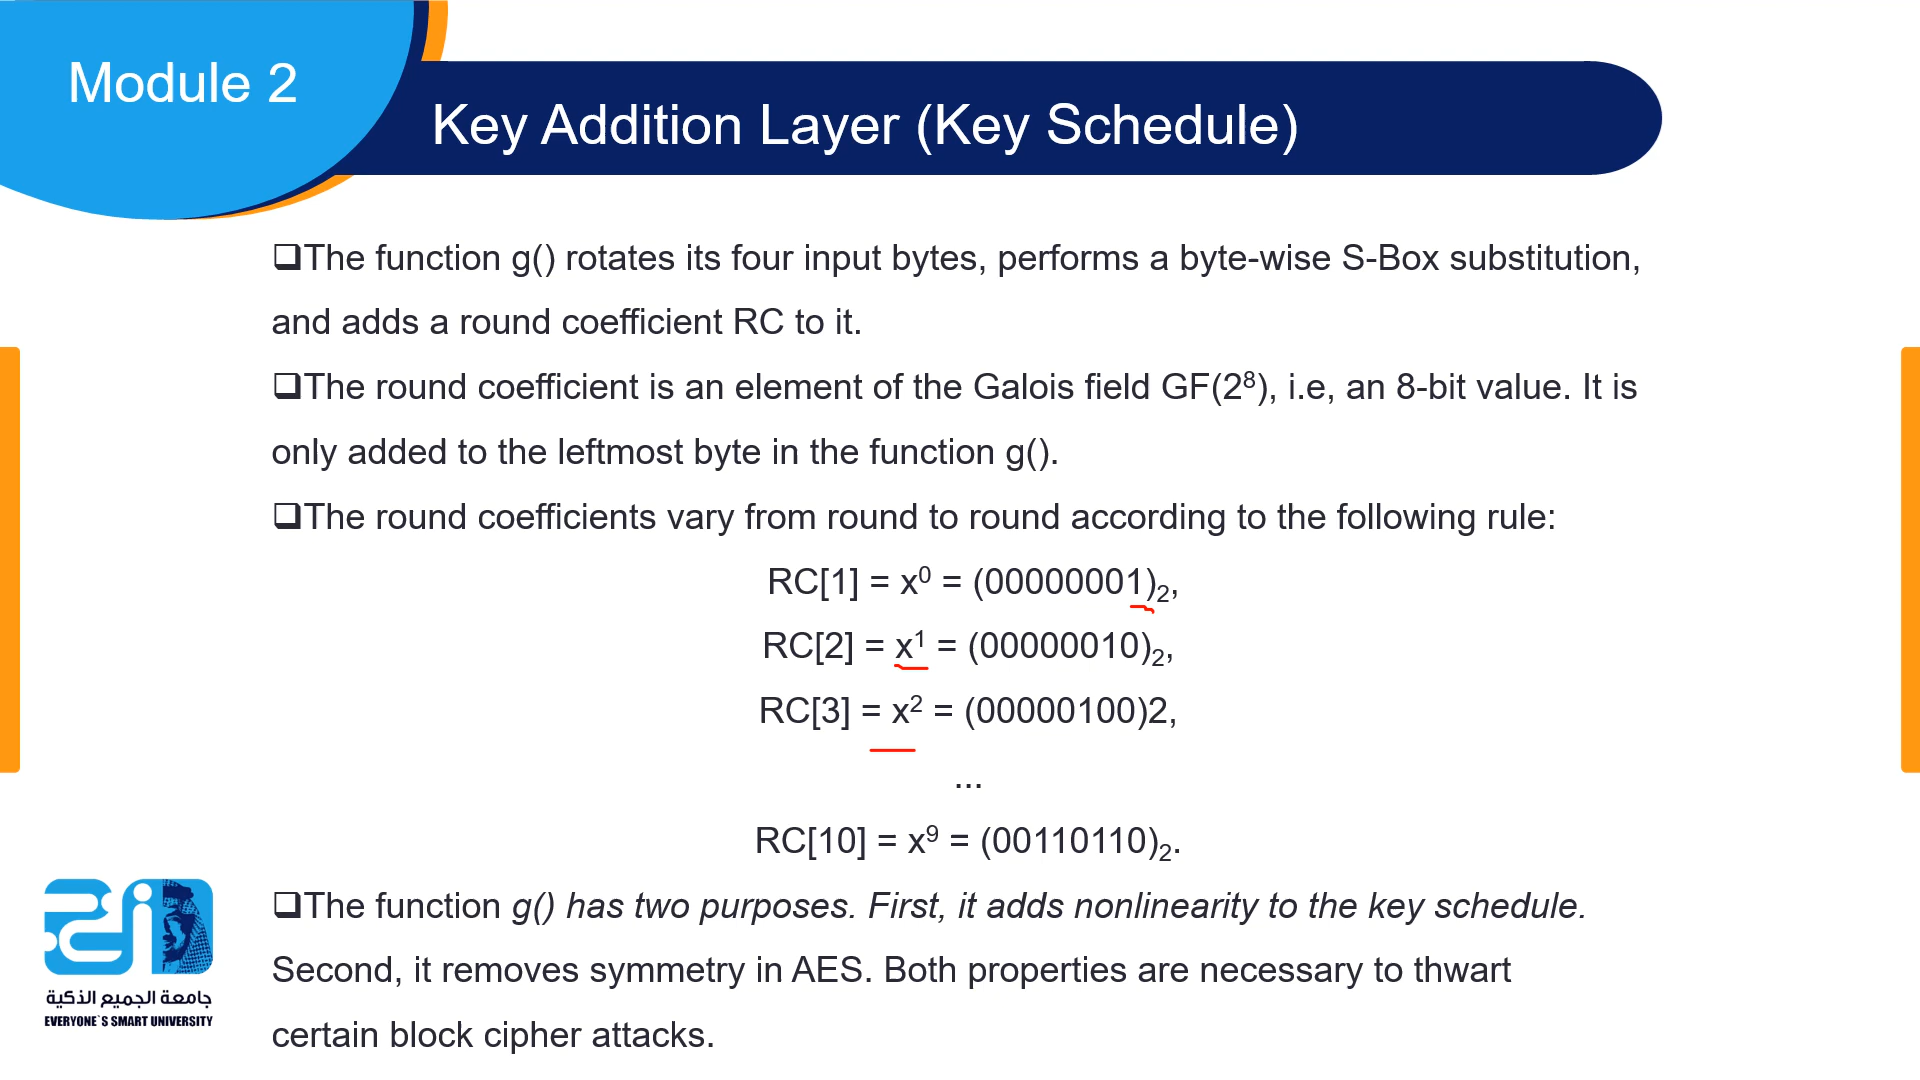 Module 2
Key Addition Layer (Key Schedule)
❑The function g() rotates its four input bytes, performs a byte-wise S-Box substitution,
and adds a round coefficient RC to it.
❑The round coefficient is an element of the Galois field GF(2⁸), i.e, an 8-bit value. It is
only added to the leftmost byte in the function g().
❑The round coefficients vary from round to round according to the following rule:
RC[1] = x⁰ = (00000001)₂,
RC[2] = x¹ = (00000010)₂,
RC[3] = x² = (00000100)2,
...
RC[10] = x⁹ = (00110110)₂.
❑The function g() has two purposes. First, it adds nonlinearity to the key schedule.
Second, it removes symmetry in AES. Both properties are necessary to thwart
certain block cipher attacks.
جامعة الجميع الذكية
EVERYONE`S SMART UNIVERSITY